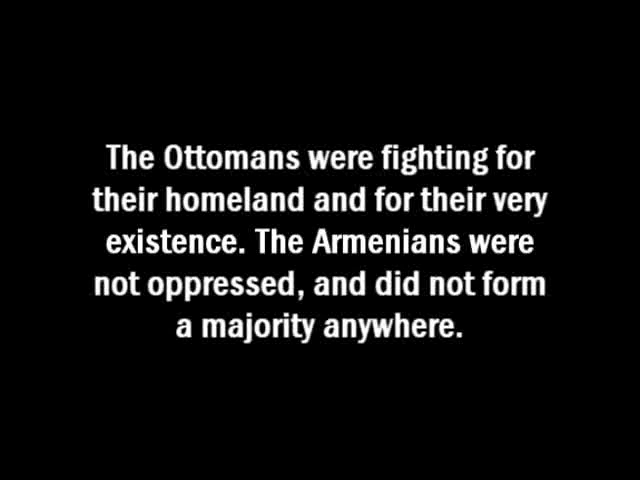 The Ottomans were fighting for
their homeland and for their very
existence. The Armenians were
not oppressed, and did not form
a majority anywhere.